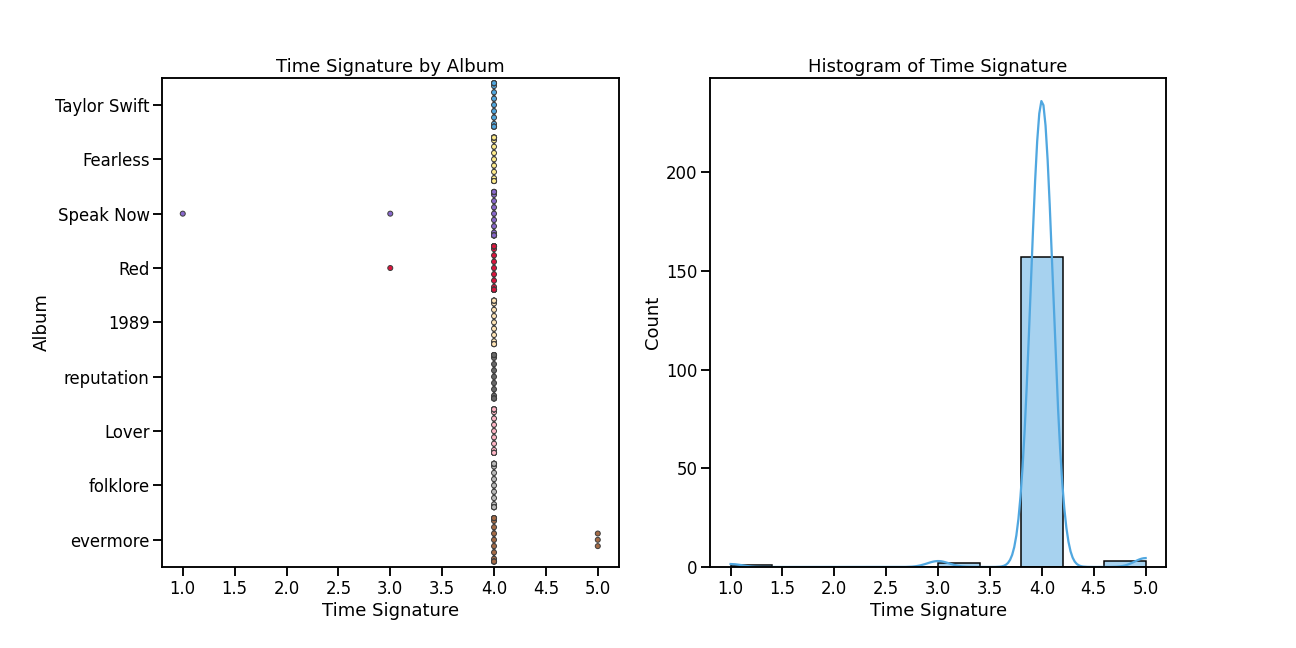 Time Signature by Album
Album
Taylor Swift
Fearless
Speak Now
Red
1989
reputation
Lover
folklore
evermore
1.0 1.5 2.0 2.5 3.0 3.5 4.0 4.5 5.0
Time Signature
Histogram of Time Signature
Count
200
150
100
50
0
1.0 1.5 2.0 2.5 3.0 3.5 4.0 4.5 5.0
Time Signature